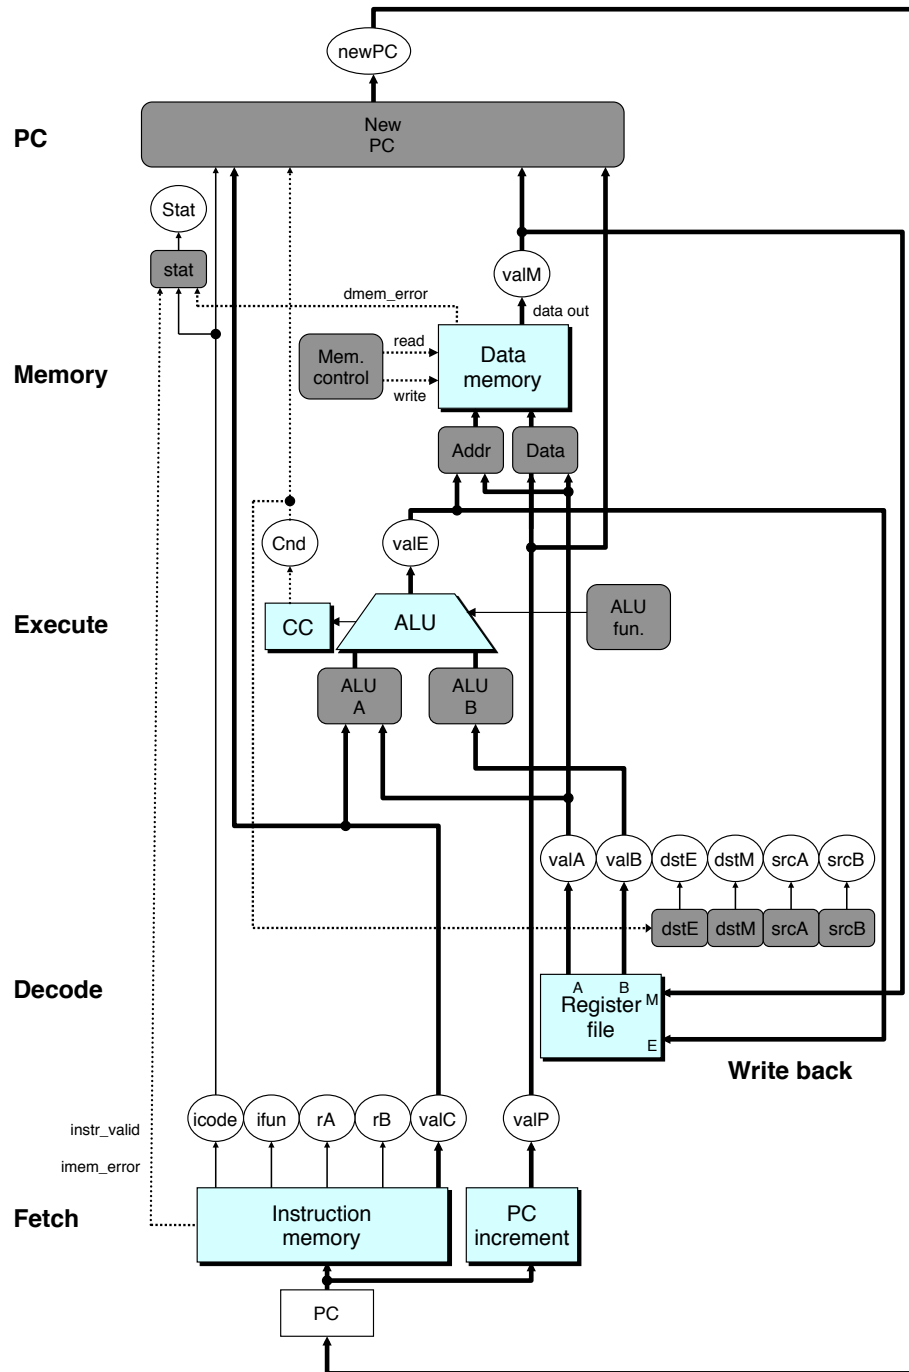 newPC
New
PC
PC
Stat
stat
valM
dmem_error
data out
read
Mem.
control
Data
memory
Memory
write
Addr
Data
Cnd
valE
ALU
fun.
Execute
CC
ALU
ALU
A
ALU
B
valA
valB
dstE
dstM
srcA
srcB
dstE
dstM
srcA
srcB
Decode
A
B
M
Register
file
E
Write back
icode
ifun
rA
rB
valC
valP
instr_valid
imem_error
Fetch
Instruction
memory
PC
increment
PC